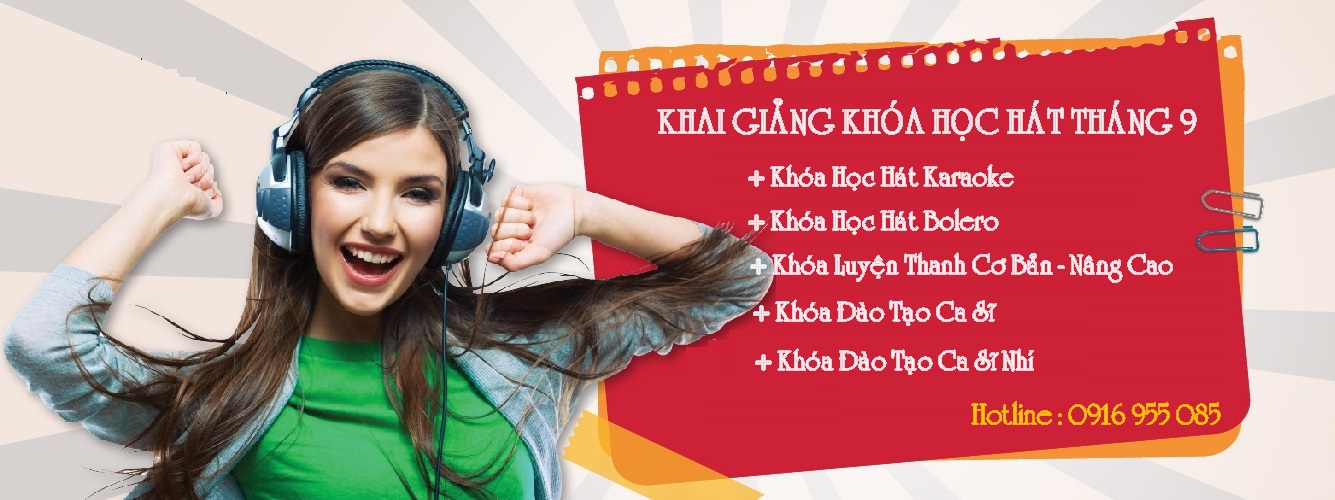 KHAI GIẢNG KHÓA HỌC HÁT THÁNG 9
+ Khóa Học Hát Karaoke
+ Khóa Học Hát Bolero
+ Khóa Luyện Thanh Cơ Bản - Nâng Cao
+ Khóa Đào Tạo Ca Sĩ
+ Khóa Đào Tạo Ca Sĩ Nhí
Hotline : 0916 955 085